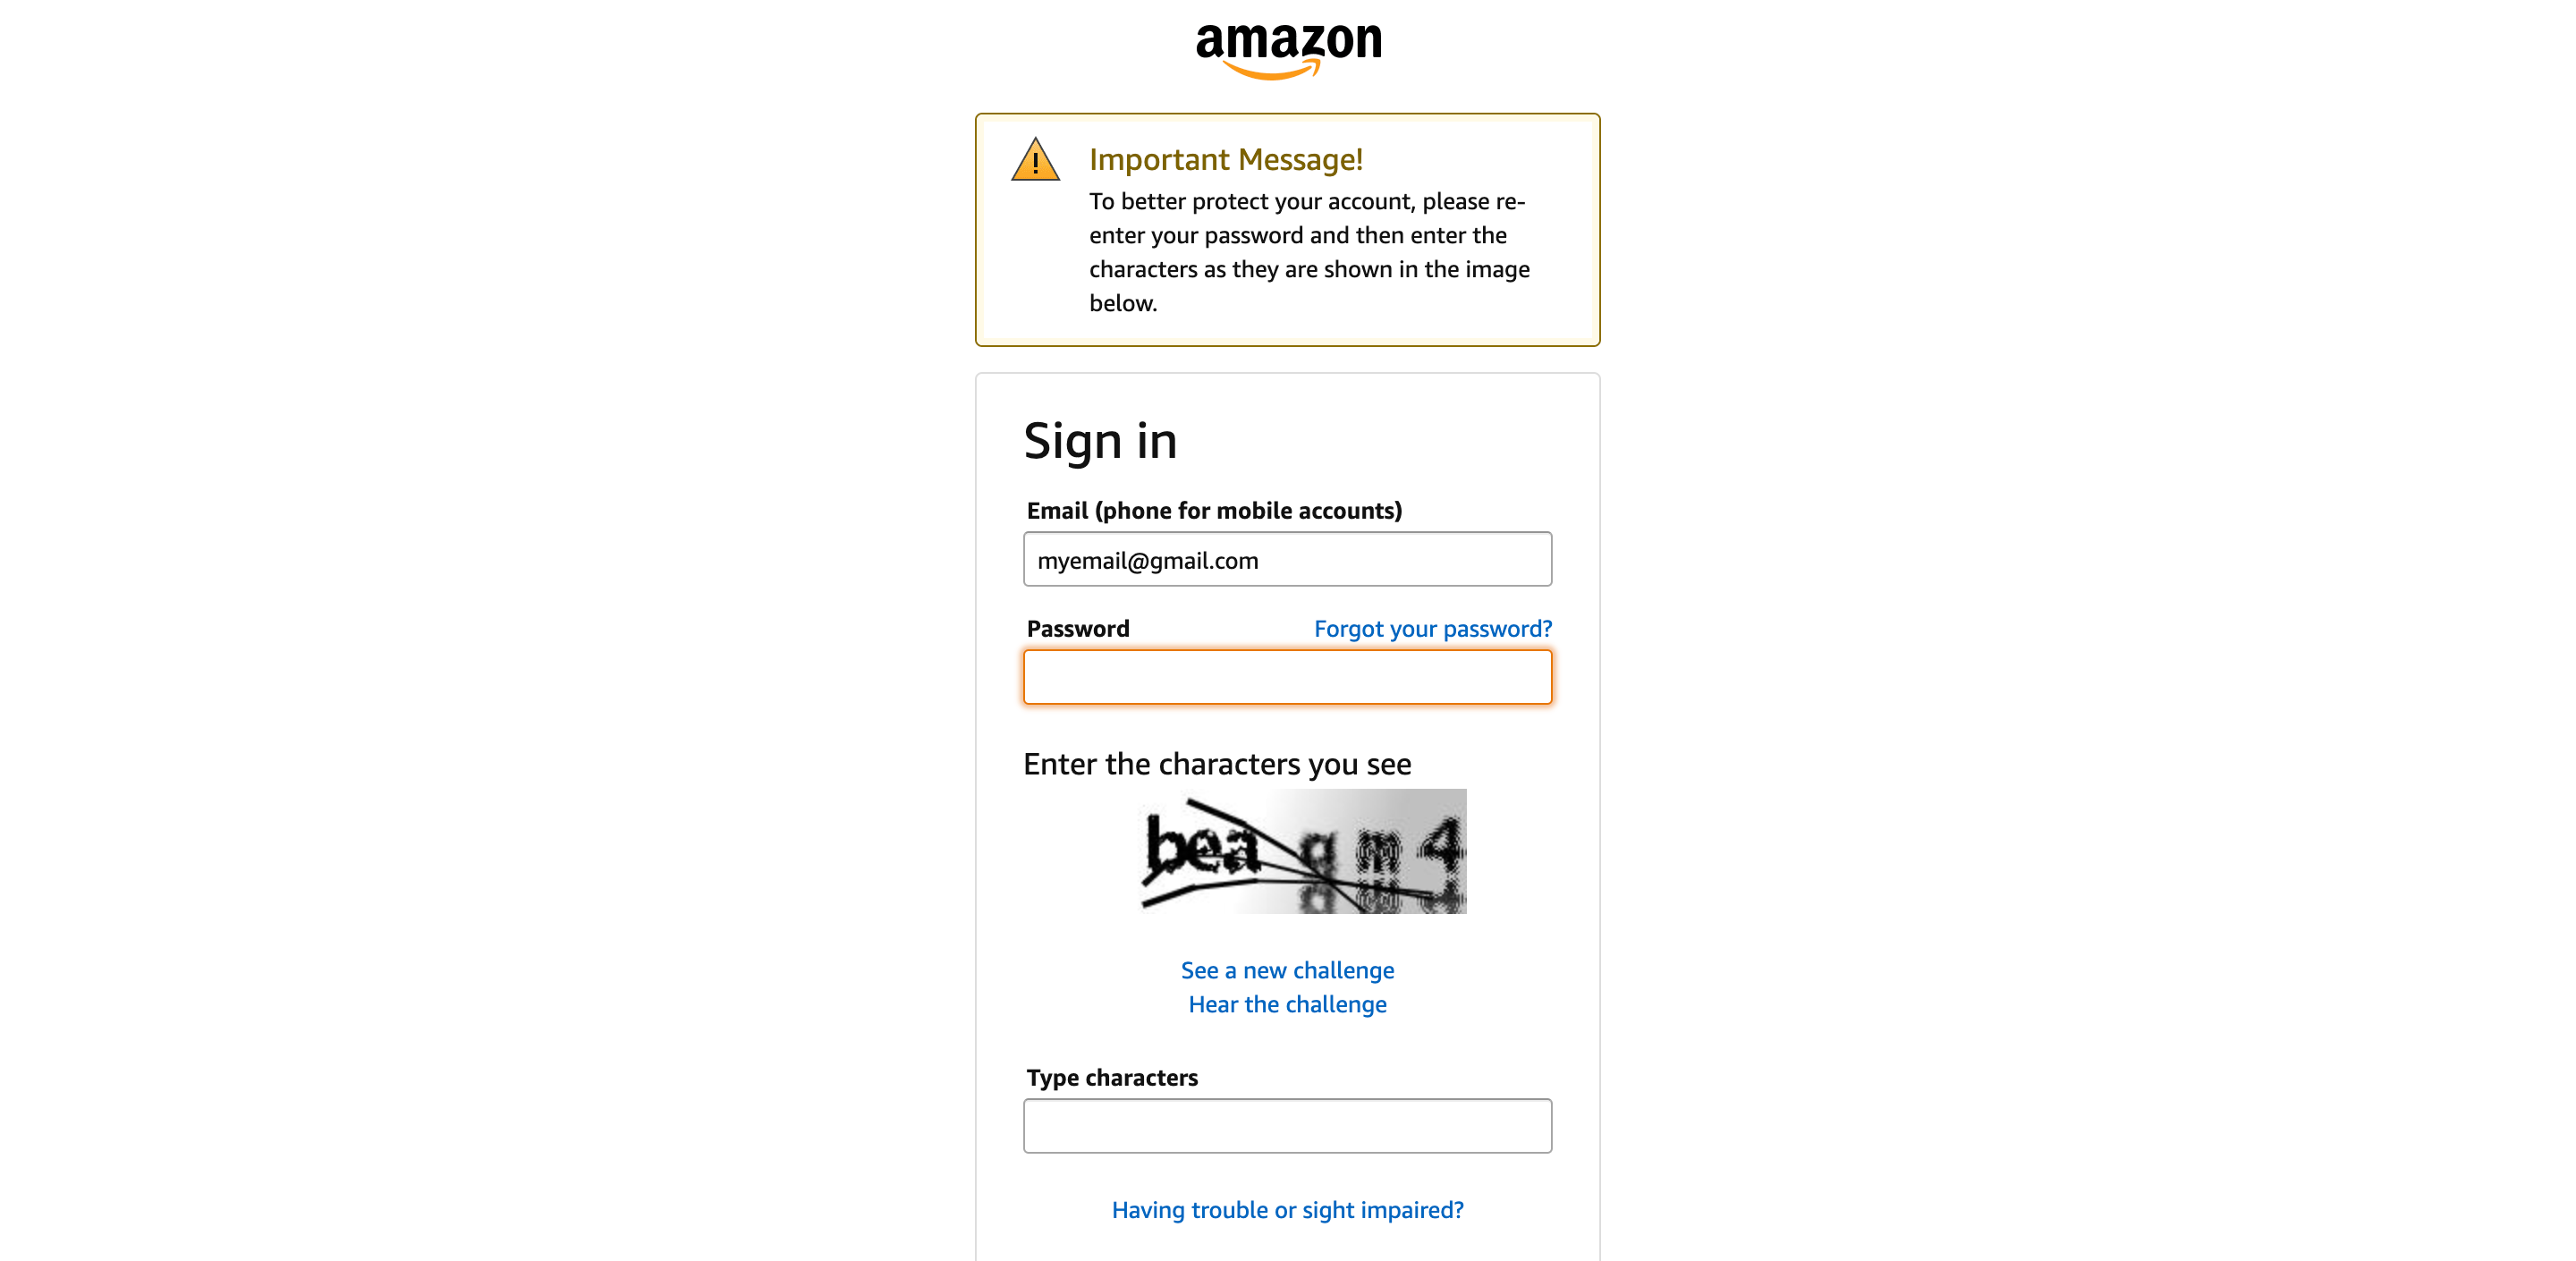 amazon
Important Message!
To better protect your account, please re-
enter your password and then enter the
characters as they are shown in the image
below.
Sign in
Email (phone for mobile accounts)
myemail@gmail.com
Password
Forgot your password?
Enter the characters you see
See a new challenge
Hear the challenge
Type characters
Having trouble or sight impaired?